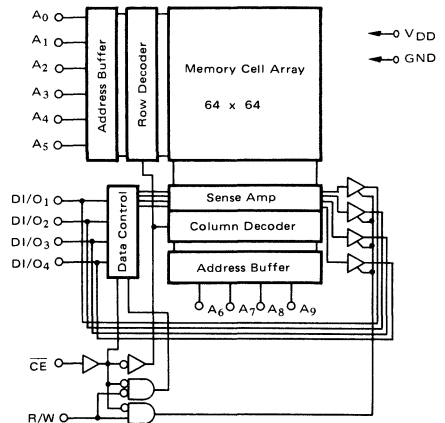 A0
A1
A2
A3
A4
A5
Address Buffer
Row Decoder
Memory Cell Array
64 x 64
VDD
GND
DI/O1
DI/O2
DI/O3
DI/O4
Data Control
Sense Amp
Column Decoder
Address Buffer
A6 A7 A8 A9
CE
R/W